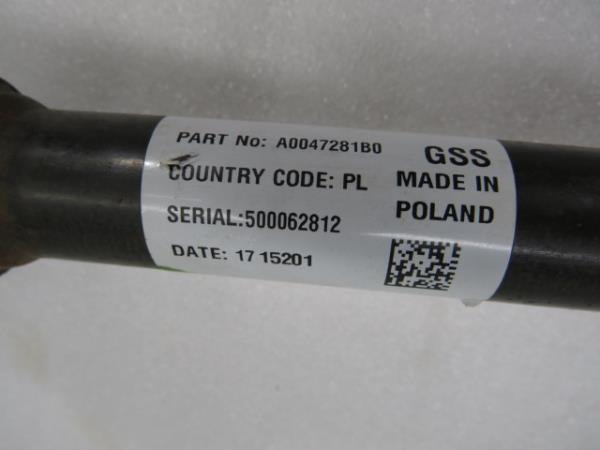 PART No: A0047281B0
COUNTRY CODE: PL
SERIAL:500062812
DATE: 17 15201
GSS
MADE IN
POLAND